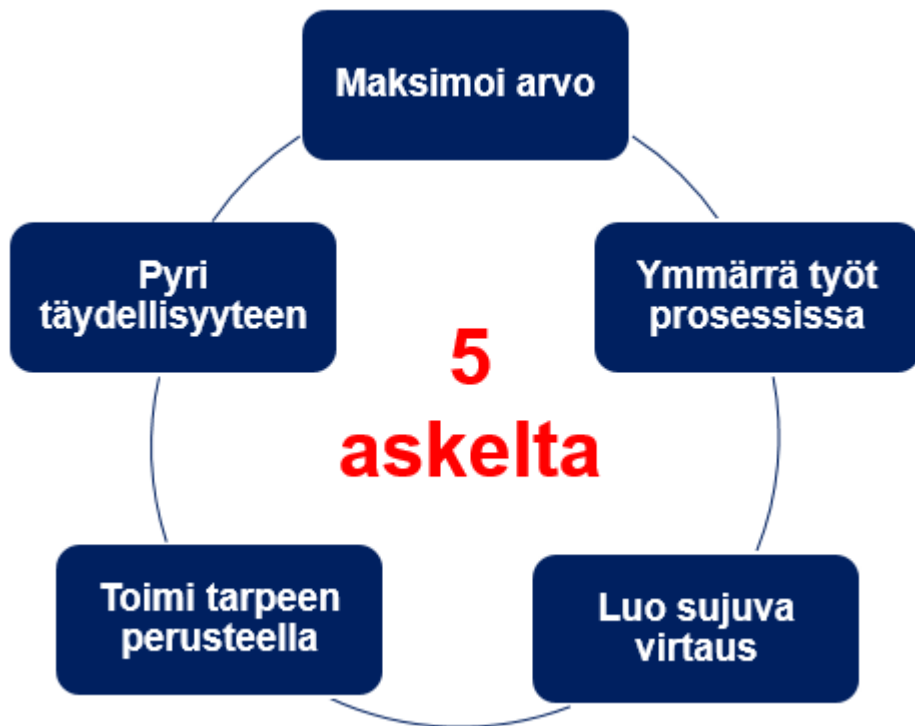 Maksimoi arvo
Ymmärrä työt
prosessissa
Luo sujuva
virtaus
Toimi tarpeen
perusteella
Pyri
täydellisyyteen
5
askelta